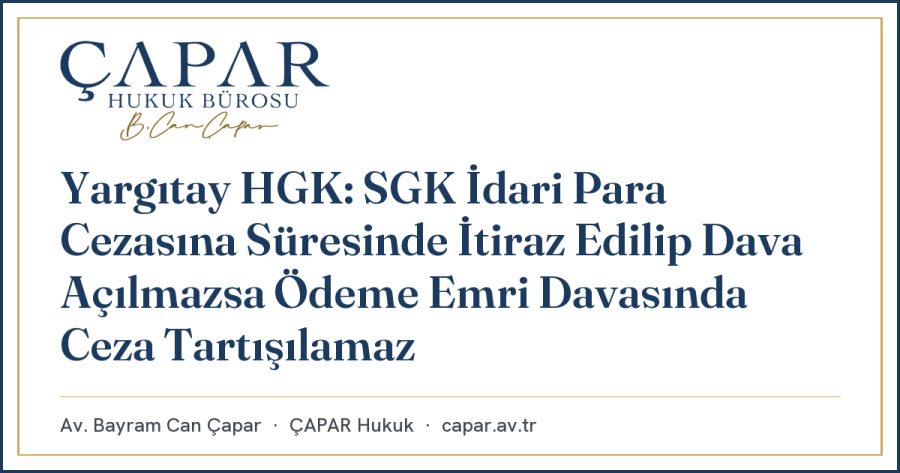 ÇAPAR
HUKUK BÜROSU
B. Can Çapar
Yargıtay HGK: SGK İdari Para
Cezasına Süresinde İtiraz Edilip Dava
Açılmazsa Ödeme Emri Davasında
Ceza Tartışılamaz
Av. Bayram Can Çapar · ÇAPAR Hukuk · capar.av.tr